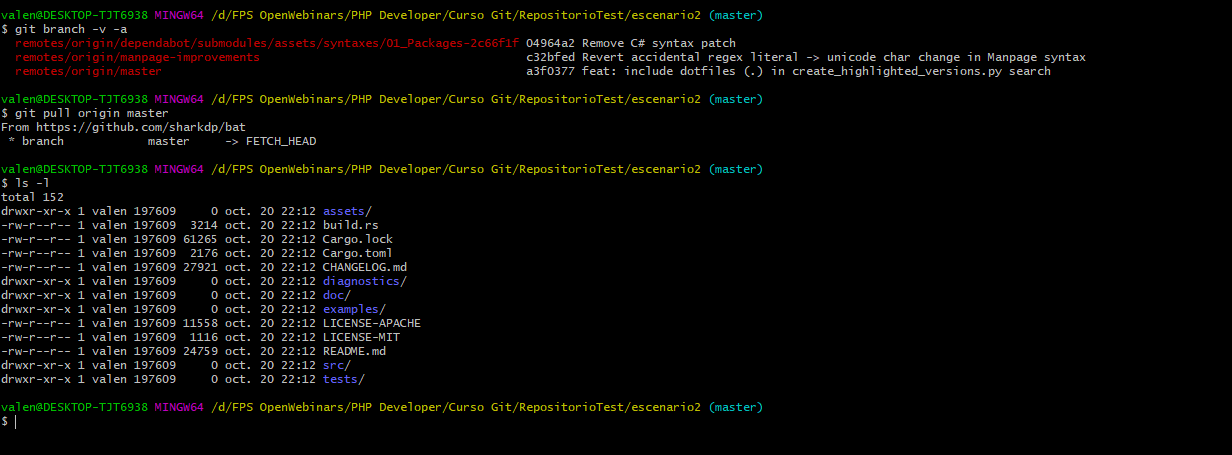 valen@DESKTOP-TJT6938 MINGW64 /d/FPS OpenWebinars/PHP Developer/Curso Git/RepositorioTest/escenario2 (master)
$ git branch -v -a
  remotes/origin/dependabot/submodules/assets/syntaxes/01_Packages-2c66f1f 04964a2 Remove C# syntax patch
  remotes/origin/manpage-improvements                                      c32bfed Revert accidental regex literal -> unicode char change in Manpage syntax
  remotes/origin/master                                                    a3f0377 feat: include dotfiles (.) in create_highlighted_versions.py search
valen@DESKTOP-TJT6938 MINGW64 /d/FPS OpenWebinars/PHP Developer/Curso Git/RepositorioTest/escenario2 (master)
$ git pull origin master
From https://github.com/sharkdp/bat
 * branch            master     -> FETCH_HEAD
valen@DESKTOP-TJT6938 MINGW64 /d/FPS OpenWebinars/PHP Developer/Curso Git/RepositorioTest/escenario2 (master)
$ ls -l
total 152
drwxr-xr-x 1 valen 197609     0 oct. 20 22:12 assets/
-rw-r--r-- 1 valen 197609  3214 oct. 20 22:12 build.rs
-rw-r--r-- 1 valen 197609 61265 oct. 20 22:12 Cargo.lock
-rw-r--r-- 1 valen 197609  2176 oct. 20 22:12 Cargo.toml
-rw-r--r-- 1 valen 197609 27921 oct. 20 22:12 CHANGELOG.md
drwxr-xr-x 1 valen 197609     0 oct. 20 22:12 diagnostics/
drwxr-xr-x 1 valen 197609     0 oct. 20 22:12 doc/
drwxr-xr-x 1 valen 197609     0 oct. 20 22:12 examples/
-rw-r--r-- 1 valen 197609 11558 oct. 20 22:12 LICENSE-APACHE
-rw-r--r-- 1 valen 197609  1116 oct. 20 22:12 LICENSE-MIT
-rw-r--r-- 1 valen 197609 24759 oct. 20 22:12 README.md
drwxr-xr-x 1 valen 197609     0 oct. 20 22:12 src/
drwxr-xr-x 1 valen 197609     0 oct. 20 22:12 tests/
valen@DESKTOP-TJT6938 MINGW64 /d/FPS OpenWebinars/PHP Developer/Curso Git/RepositorioTest/escenario2 (master)
$